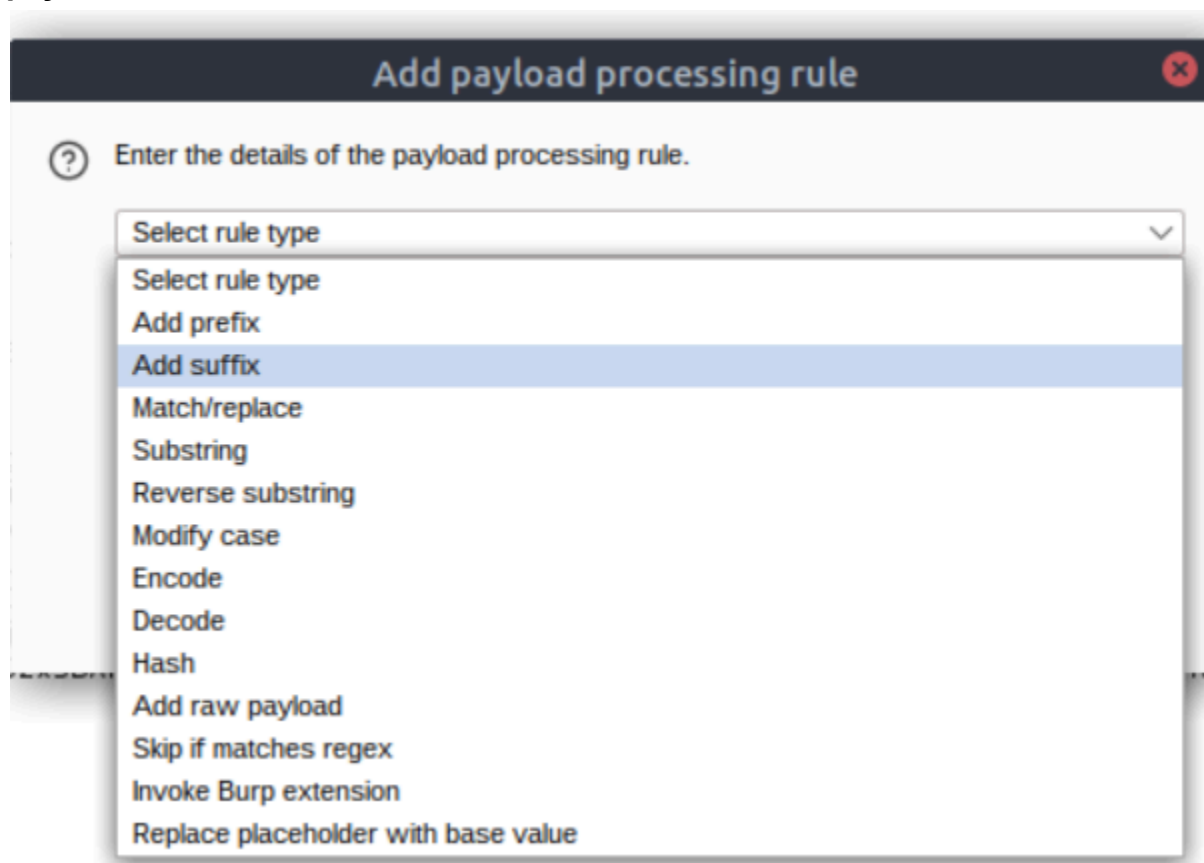 Add payload processing rule
Enter the details of the payload processing rule.
Select rule type
Select rule type
Add prefix
Add suffix
Match/replace
Substring
Reverse substring
Modify case
Encode
Decode
Hash
Add raw payload
Skip if matches regex
Invoke Burp extension
Replace placeholder with base value